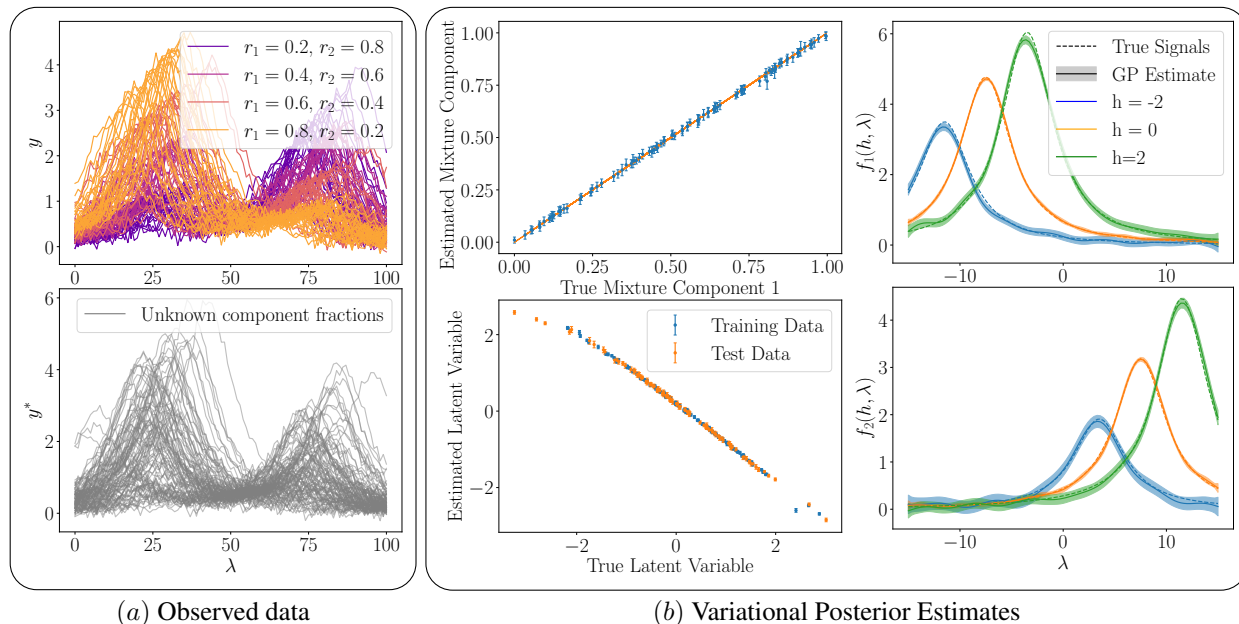 y
4
3
2
1
0
0
25
50
75
100
r₁ = 0.2, r₂ = 0.8
r₁ = 0.4, r₂ = 0.6
r₁ = 0.6, r₂ = 0.4
r₁ = 0.8, r₂ = 0.2
y*
6
4
2
0
0
25
50
75
100
λ
Unknown component fractions
(a) Observed data
Estimated Mixture Component
1.00
0.75
0.50
0.25
0.00
0.00
0.25
0.50
0.75
1.00
True Mixture Component 1
Estimated Latent Variable
2
0
−2
−2
0
2
True Latent Variable
Training Data
Test Data
f₁(h, λ)
6
4
2
0
−10
0
10
True Signals
GP Estimate
h = -2
h = 0
h=2
f₂(h, λ)
4
3
2
1
0
−10
0
10
λ
(b) Variational Posterior Estimates